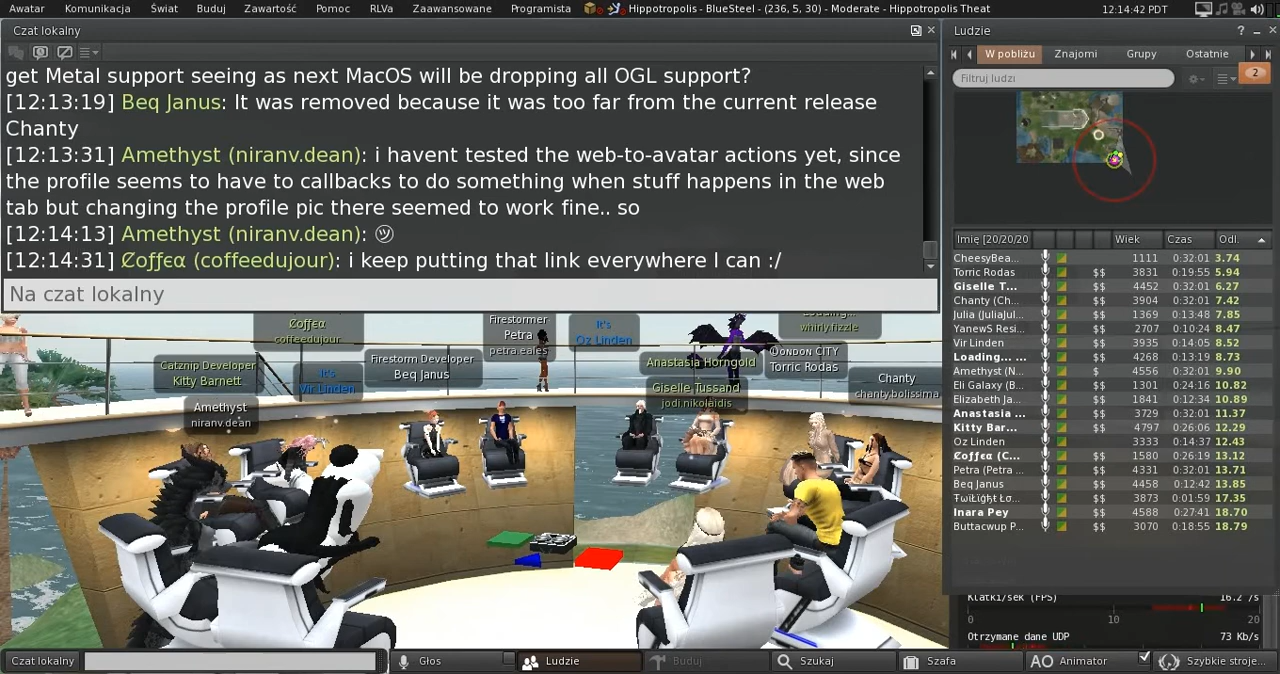 Awatar Komunikacja Świat Buduj Zawartość Pomoc RLVa Zaawansowane Programista Hippotropolis - BlueSteel - (236, 5, 30) - Moderate - Hippotropolis Theat 12:14:42 PDT
Czat lokalny
get Metal support seeing as next MacOS will be dropping all OGL support?
[12:13:19] Beq Janus: It was removed because it was too far from the current release
Chanty
[12:13:31] Amethyst (niranv.dean): i havent tested the web-to-avatar actions yet, since
the profile seems to have to callbacks to do something when stuff happens in the web
tab but changing the profile pic there seemed to work fine.. so
[12:14:13] Amethyst (niranv.dean): ㋡
[12:14:31] Ȼσƒƒєα (coffeedujour): i keep putting that link everywhere I can :/
Na czat lokalny
Ludzie
W pobliżu Znajomi Grupy Ostatnie
Filtruj ludzi
2
Imię [20/20/20 Wiek Czas Odl.
CheesyBea... 1111 0:32:01 3.74
Torric Rodas $$ 3831 0:19:55 5.94
Giselle T... $$ 4452 0:32:01 6.27
Chanty (Ch... $$ 3904 0:32:01 7.42
Julia (JuliaJul... $$ 1369 0:13:48 7.85
YanewS Resi... $$ 2707 0:10:24 8.47
Vir Linden $$ 3935 0:14:05 8.52
Loading... ... $$ 4268 0:13:19 8.73
Amethyst (N... $ 4556 0:32:01 9.90
Eli Galaxy (B... $$ 1301 0:24:16 10.82
Elizabeth Ja... $$ 1841 0:12:34 10.89
Anastasia ... $$ 3729 0:32:01 11.37
Kitty Bar... $$ 4797 0:26:06 12.29
Oz Linden 3333 0:14:37 12.43
Ȼσƒƒєα (C... $$ 1580 0:26:19 13.12
Petra (Petra ... $$ 4331 0:32:01 13.71
Beq Janus $$ 4458 0:12:42 13.85
$$ 3873 0:01:59 17.35
Inara Pey $$ 4588 0:27:41 18.70
Buttacwup P... $$ 3070 0:18:55 18.79
Ȼσƒƒєα
coffeedujour
Firestormer
Petra
petra.eales
It's
Oz Linden
Loading...
whirly.fizzle
Catznip Developer
Kitty Barnett
It's
Vir Linden
Firestorm Developer
Beq Janus
Anastasia Horngold
LONDON CITY
Torric Rodas
Giselle Tussand
jodi.nikolaidis
Chanty
chanty.bolissima
Amethyst
niranv.dean
Klatki/sek (FPS) 16.2 /s
0 10 20
Otrzymane dane UDP 73 Kb/s
Czat lokalny Głos Ludzie Buduj Szukaj Szafa AO Animator Szybkie stroje...